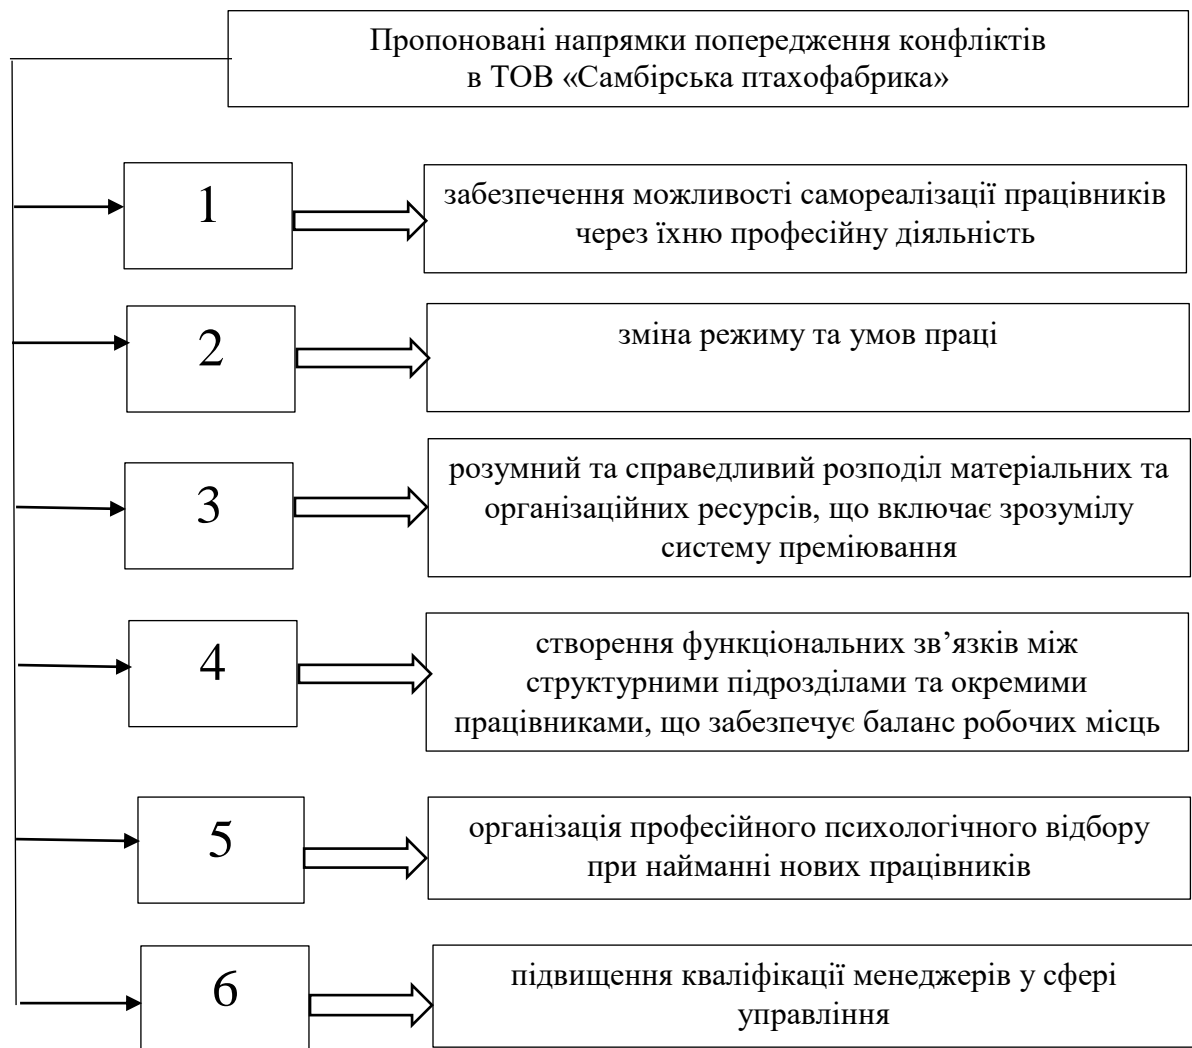 Пропоновані напрямки попередження конфліктів
в ТОВ «Самбірська птахофабрика»
1
забезпечення можливості самореалізації працівників
через їхню професійну діяльність
2
зміна режиму та умов праці
3
розумний та справедливий розподіл матеріальних та
організаційних ресурсів, що включає зрозумілу
систему преміювання
4
створення функціональних зв’язків між
структурними підрозділами та окремими
працівниками, що забезпечує баланс робочих місць
5
організація професійного психологічного відбору
при найманні нових працівників
6
підвищення кваліфікації менеджерів у сфері
управління